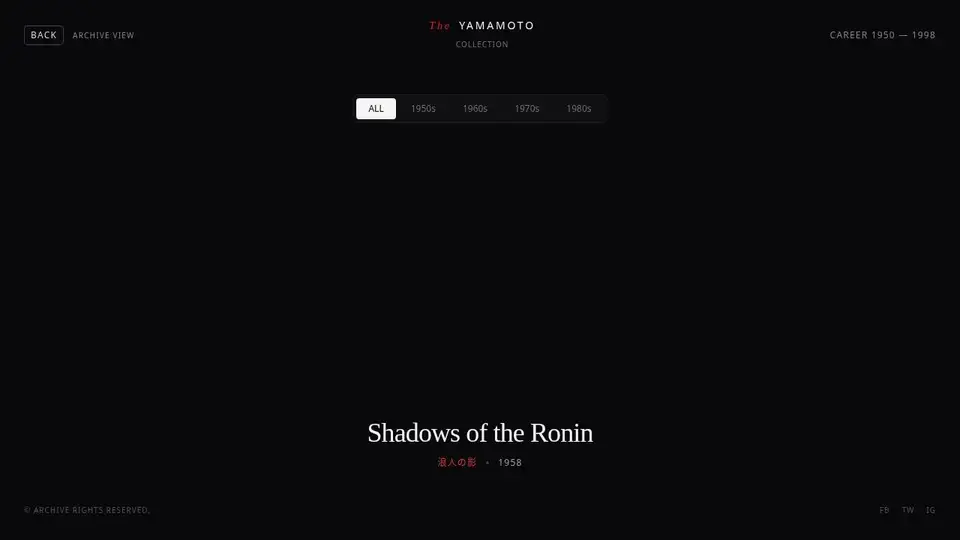 BACK ARCHIVE VIEW
The YAMAMOTO
COLLECTION
CAREER 1950 — 1998
ALL 1950s 1960s 1970s 1980s
Shadows of the Ronin
浪人の影 • 1958
© ARCHIVE RIGHTS RESERVED.
FB TW IG